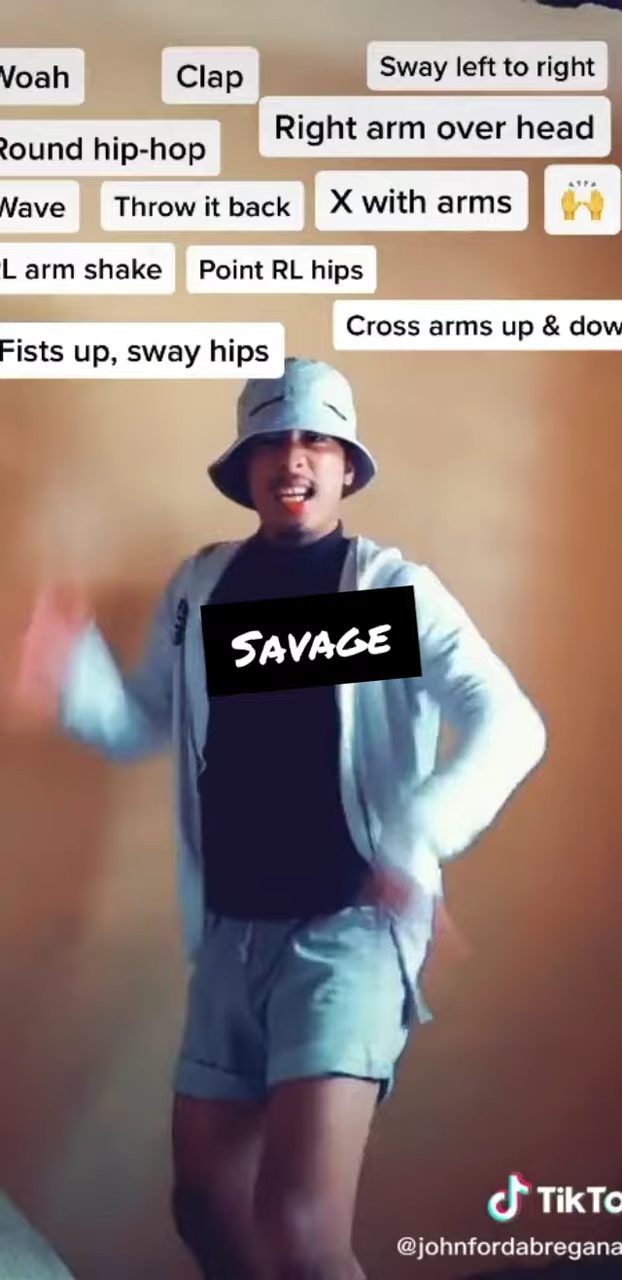 Woah
Clap
Sway left to right
Right arm over head
Round hip-hop
Wave
Throw it back
X with arms
L arm shake
Point RL hips
Cross arms up & dow
Fists up, sway hips
SAVAGE
TikTo
@johnfordabregana